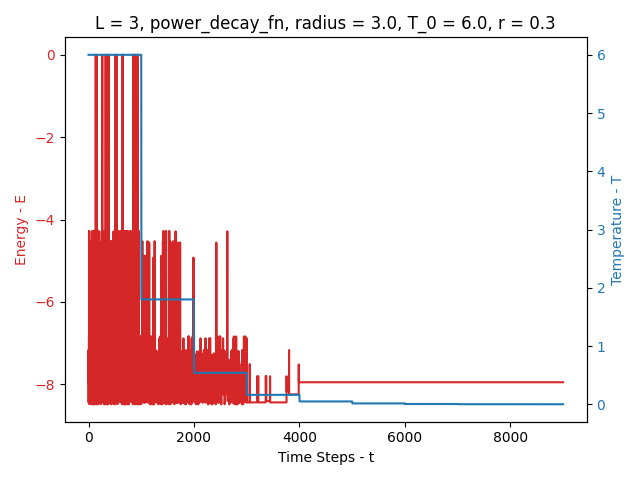 L = 3, power_decay_fn, radius = 3.0, T_0 = 6.0, r = 0.3
0
−2
−4
−6
−8
Energy - E
6
5
4
3
2
1
0
Temperature - T
0 2000 4000 6000 8000
Time Steps - t